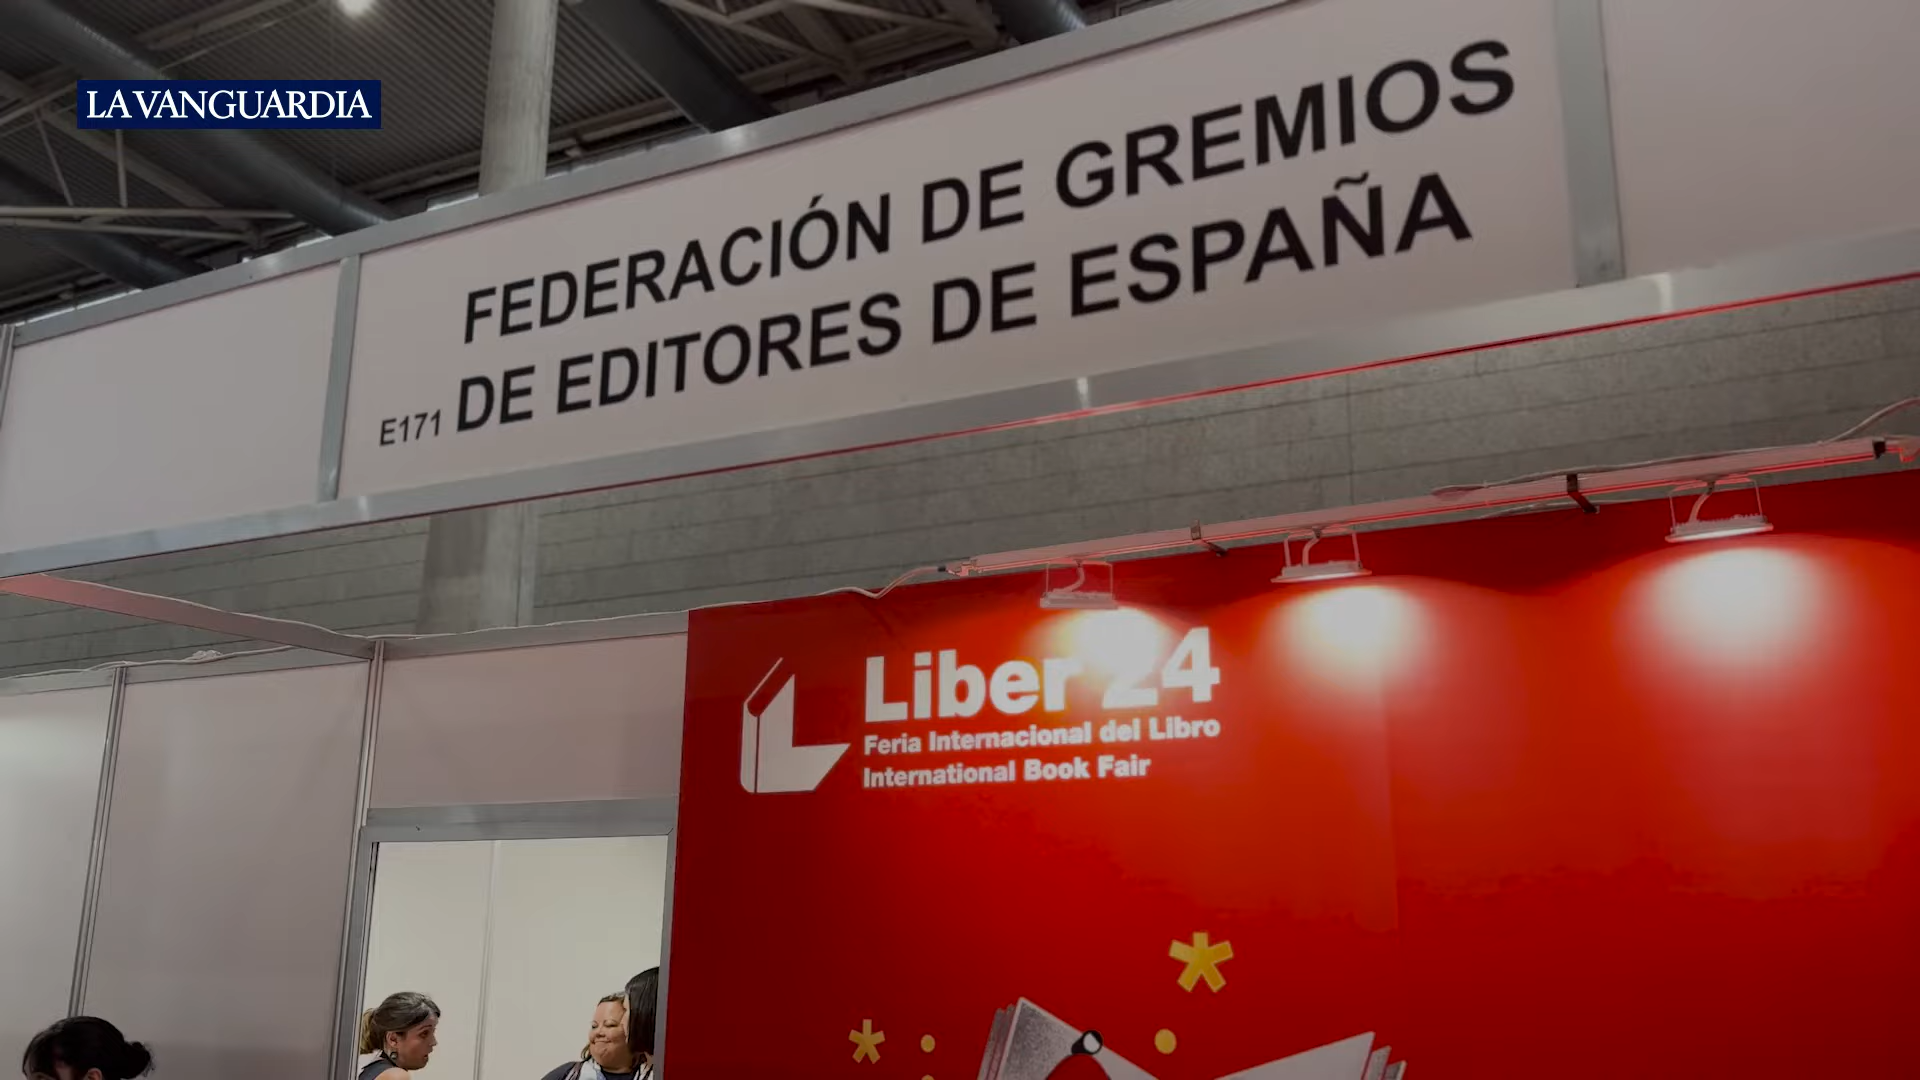 LA VANGUARDIA
FEDERACIÓN DE GREMIOS
E171 DE EDITORES DE ESPAÑA
Liber 24
Feria Internacional del Libro
International Book Fair